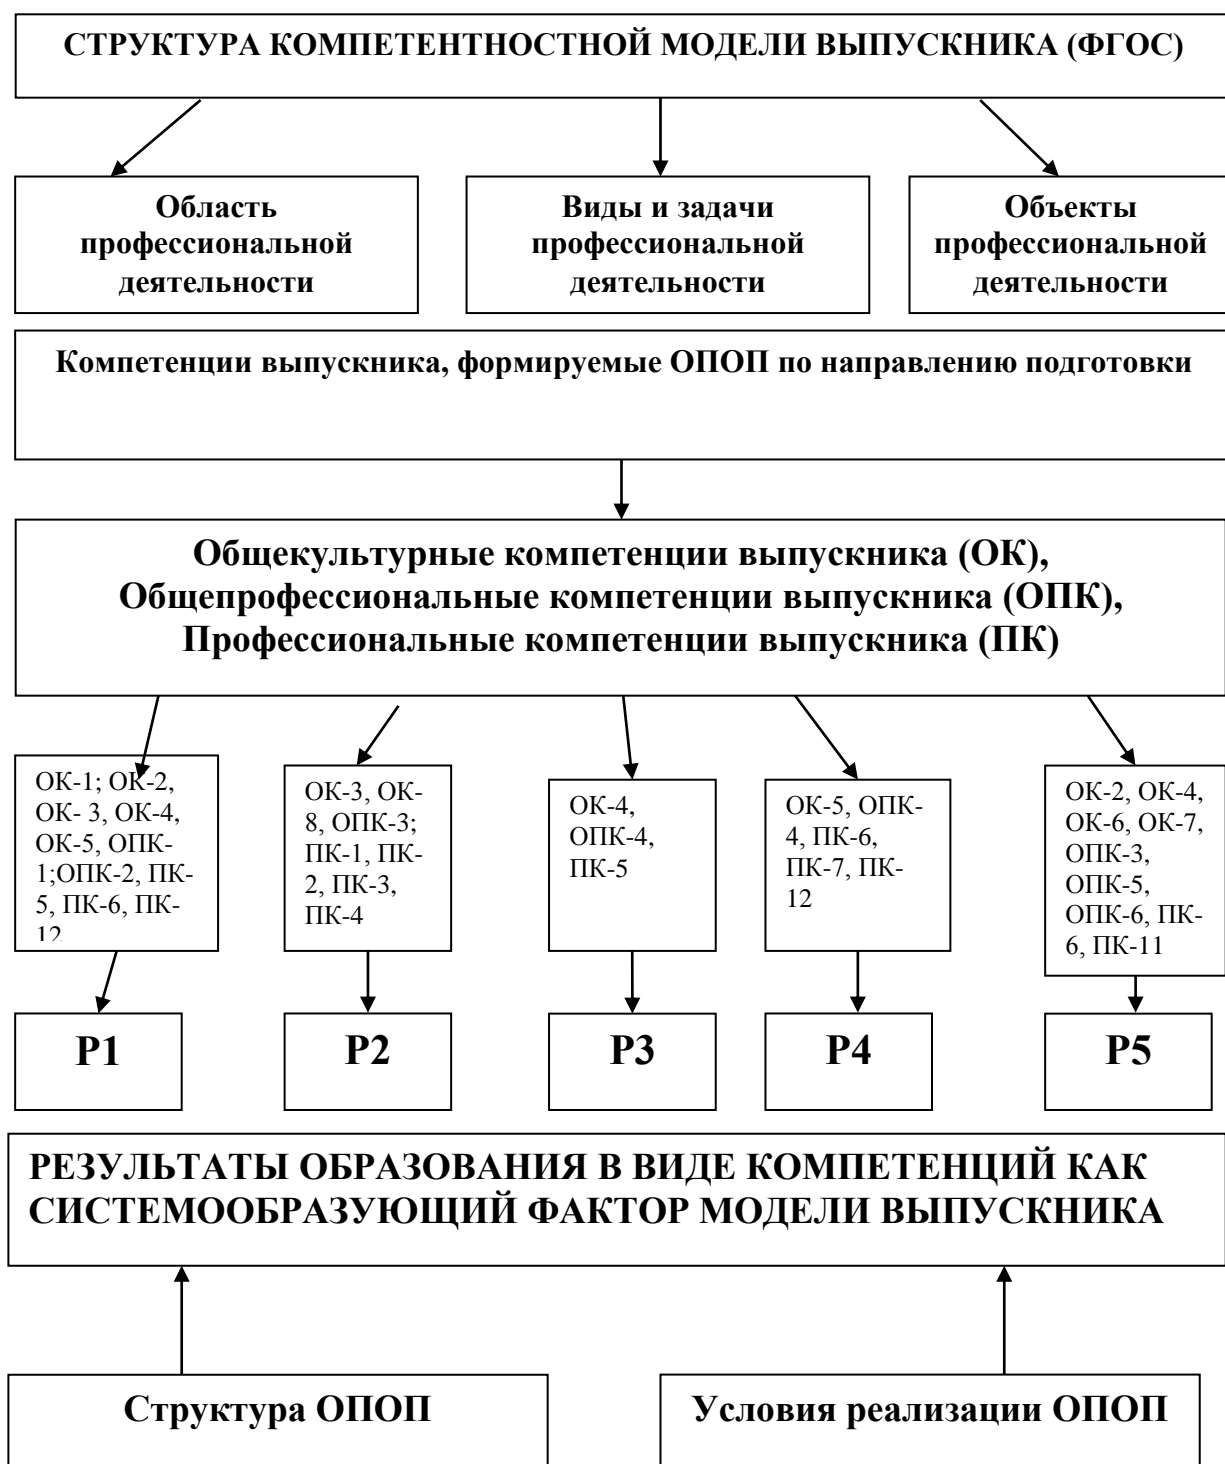 СТРУКТУРА КОМПЕТЕНТНОСТНОЙ МОДЕЛИ ВЫПУСКНИКА (ФГОС)
Область
профессиональной
деятельности
Виды и задачи
профессиональной
деятельности
Объекты
профессиональной
деятельности
Компетенции выпускника, формируемые ОПОП по направлению подготовки
Общекультурные компетенции выпускника (ОК),
Общепрофессиональные компетенции выпускника (ОПК),
Профессиональные компетенции выпускника (ПК)
ОК-1; ОК-2,
ОК- 3, ОК-4,
ОК-5, ОПК-
1;ОПК-2, ПК-
5, ПК-6, ПК-
12
ОК-3, ОК-
8, ОПК-3;
ПК-1, ПК-
2, ПК-3,
ПК-4
ОК-4,
ОПК-4,
ПК-5
ОК-5, ОПК-
4, ПК-6,
ПК-7, ПК-
12
ОК-2, ОК-4,
ОК-6, ОК-7,
ОПК-3,
ОПК-5,
ОПК-6, ПК-
6, ПК-11
Р1
Р2
Р3
Р4
Р5
РЕЗУЛЬТАТЫ ОБРАЗОВАНИЯ В ВИДЕ КОМПЕТЕНЦИЙ КАК
СИСТЕМООБРАЗУЮЩИЙ ФАКТОР МОДЕЛИ ВЫПУСКНИКА
Структура ОПОП
Условия реализации ОПОП